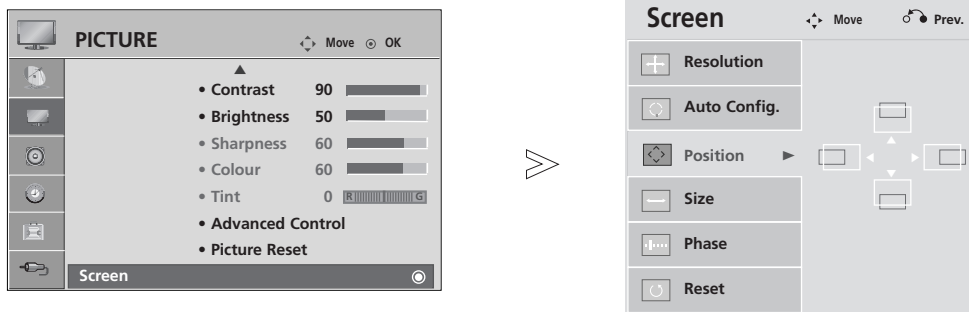 PICTURE
Move OK
• Contrast 90
• Brightness 50
• Sharpness 60
• Colour 60
• Tint 0 R G
• Advanced Control
• Picture Reset
Screen
Screen
Move Prev.
Resolution
Auto Config.
Position
Size
Phase
Reset